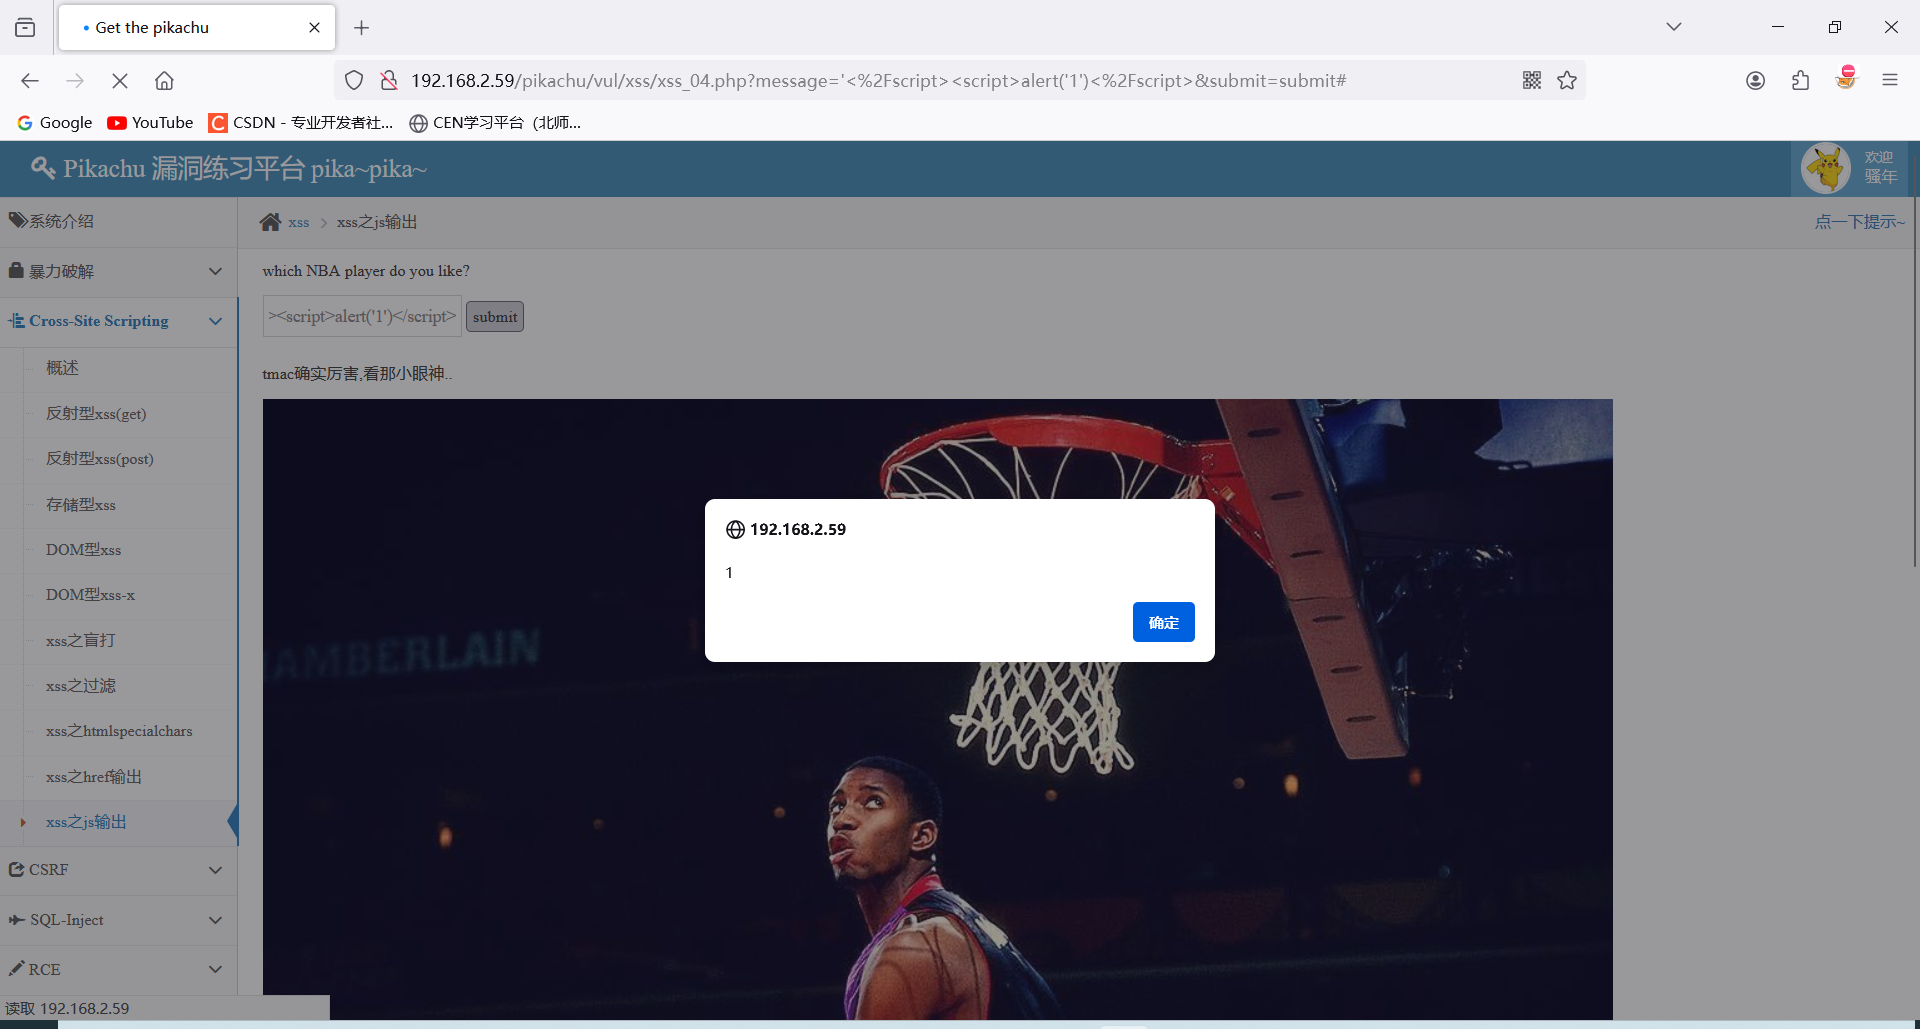 Get the pikachu
192.168.2.59/pikachu/vul/xss/xss_04.php?message='<%2Fscript><script>alert('1')<%2Fscript>&submit=submit#
Google YouTube CSDN - 专业开发者社... CEN学习平台（北师...
Pikachu 漏洞练习平台 pika~pika~
欢迎
骚年
系统介绍
xss
xss之js输出
点一下提示~
暴力破解
which NBA player do you like?
><script>alert('1')</script>
submit
Cross-Site Scripting
概述
tmac确实厉害,看那小眼神..
反射型xss(get)
反射型xss(post)
存储型xss
DOM型xss
DOM型xss-x
xss之盲打
xss之过滤
xss之htmlspecialchars
xss之href输出
xss之js输出
192.168.2.59
1
确定
AMBERLAIN
CSRF
SQL-Inject
RCE
读取 192.168.2.59